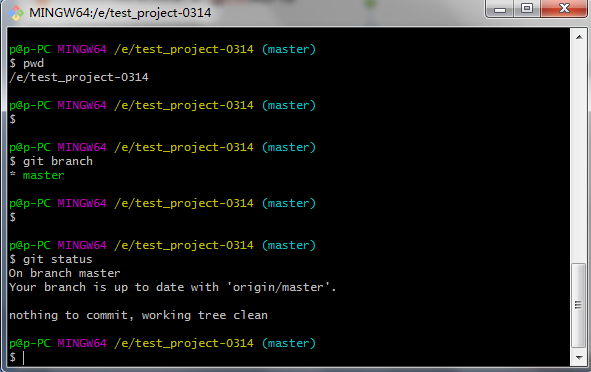 MINGW64:/e/test_project-0314
p@p-PC MINGW64 /e/test_project-0314 (master)
$ pwd
/e/test_project-0314
p@p-PC MINGW64 /e/test_project-0314 (master)
$
p@p-PC MINGW64 /e/test_project-0314 (master)
$ git branch
* master
p@p-PC MINGW64 /e/test_project-0314 (master)
$
p@p-PC MINGW64 /e/test_project-0314 (master)
$ git status
On branch master
Your branch is up to date with 'origin/master'.
nothing to commit, working tree clean
p@p-PC MINGW64 /e/test_project-0314 (master)
$